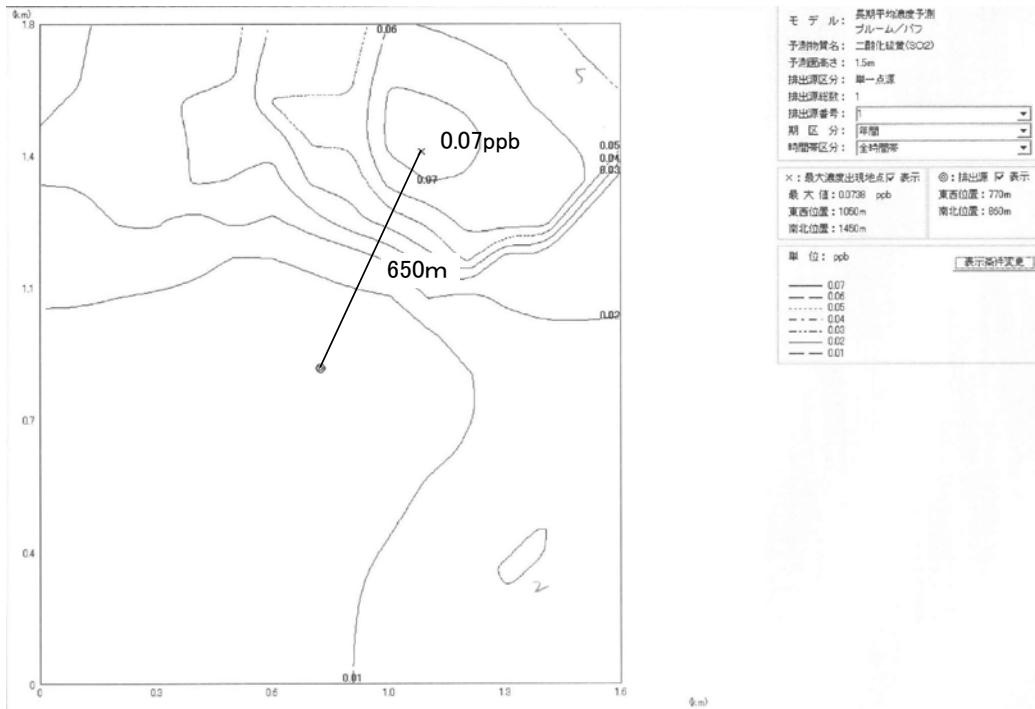 (km)
1.8
1.4
1.1
0.7
0.4
0
0
0.3
0.6
1.0
1.3
1.6
(km)
0.06
5
0.07ppb
0.07
0.05
0.04
0.03
650m
0.02
2
0.01
モ デ ル： 長期平均濃度予測
プルーム／パフ
予測物質名： 二酸化硫黄(SO2)
予測面高さ： 1.5m
排出源区分： 単一点源
排出源総数： 1
排出源番号： 1
期 区 分： 年間
時間帯区分： 全時間帯
×：最大濃度出現地点 表示
最 大 値：0.0738 ppb
東西位置：1050m
南北位置：1450m
◎：排出源 表示
東西位置：770m
南北位置：860m
単 位： ppb
表示条件変更
0.07
0.06
0.05
0.04
0.03
0.02
0.01